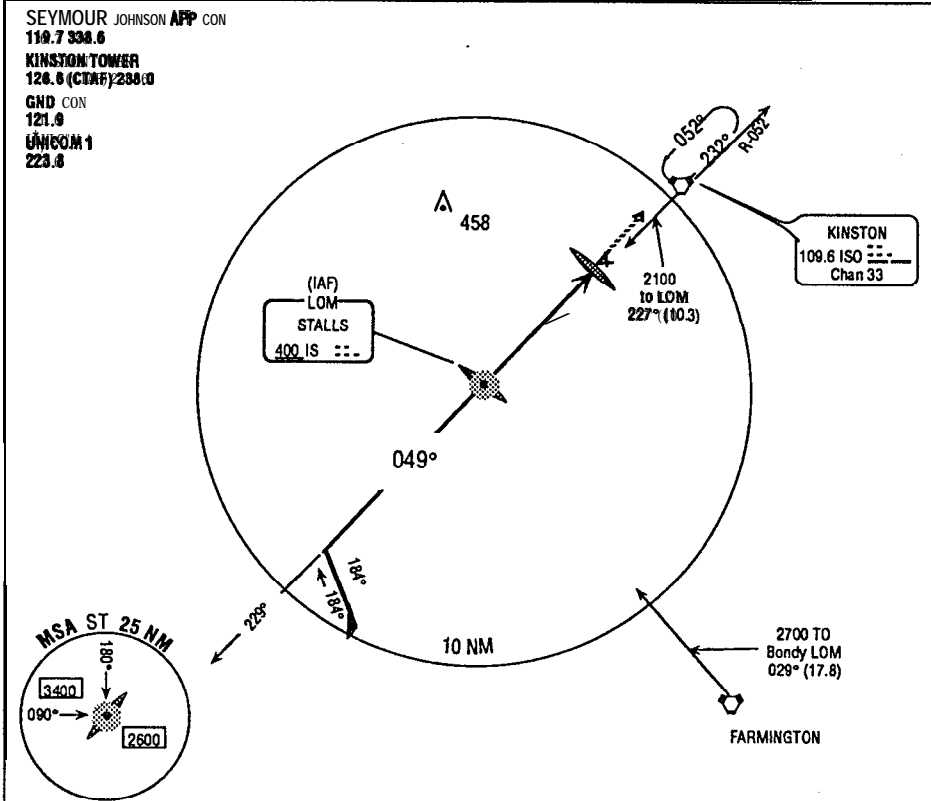 SEYMOUR JOHNSON APP CON
119.7 338.6
KINSTON TOWER
GND CON
121.9
UNICOM 1
223.8
458
052°
232°
R-052
KINSTON
109.6 ISO
Chan 33
2100
to LOM
227° (10.3)
(IAF)
LOM
STALLS
400 IS
049°
184°
184°
229°
10 NM
2700 TO
Bondy LOM
029° (17.8)
FARMINGTON
MSA ST 25 NM
180°
3400
090°
2600